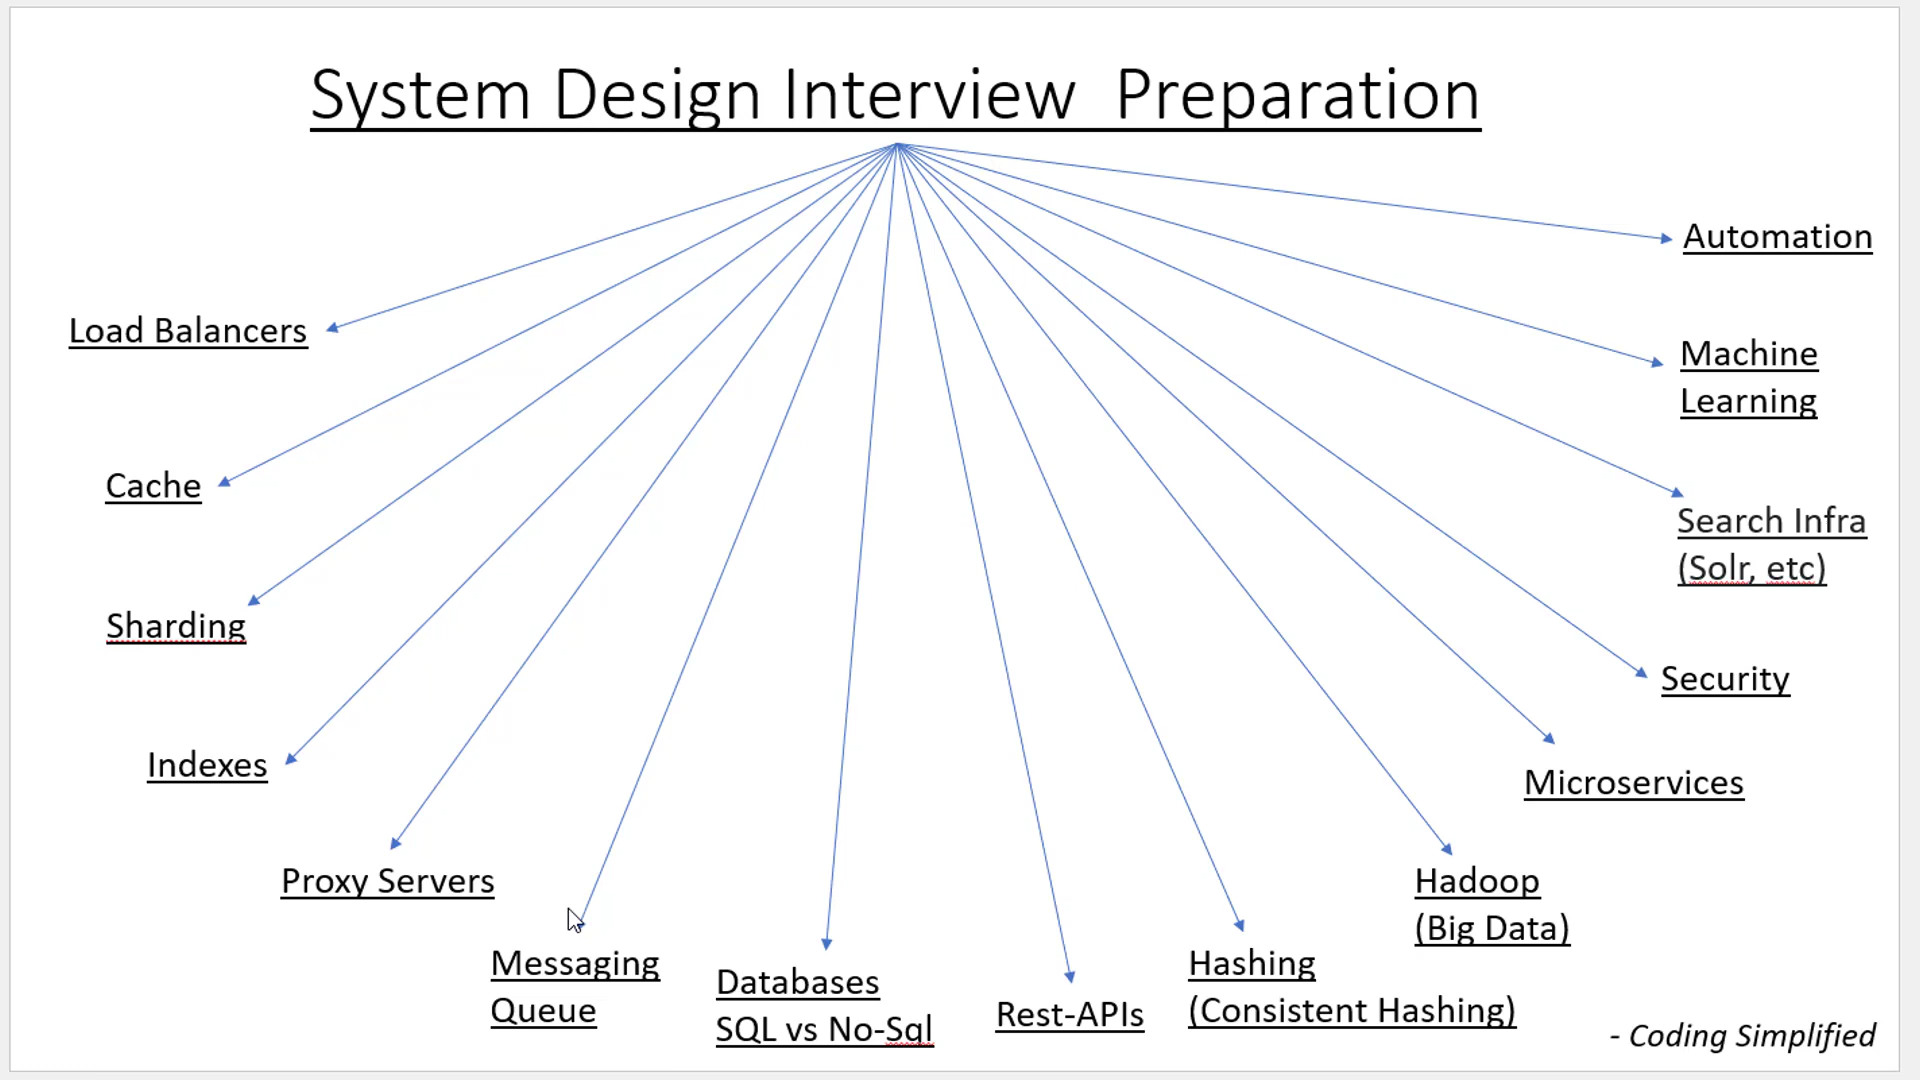 System Design Interview  Preparation
Automation
Load Balancers
Machine
Learning
Cache
Search Infra
(Solr, etc)
Sharding
Security
Indexes
Microservices
Proxy Servers
Hadoop
(Big Data)
Messaging
Queue
Databases
SQL vs No-Sql
Rest-APIs
Hashing
(Consistent Hashing)
- Coding Simplified